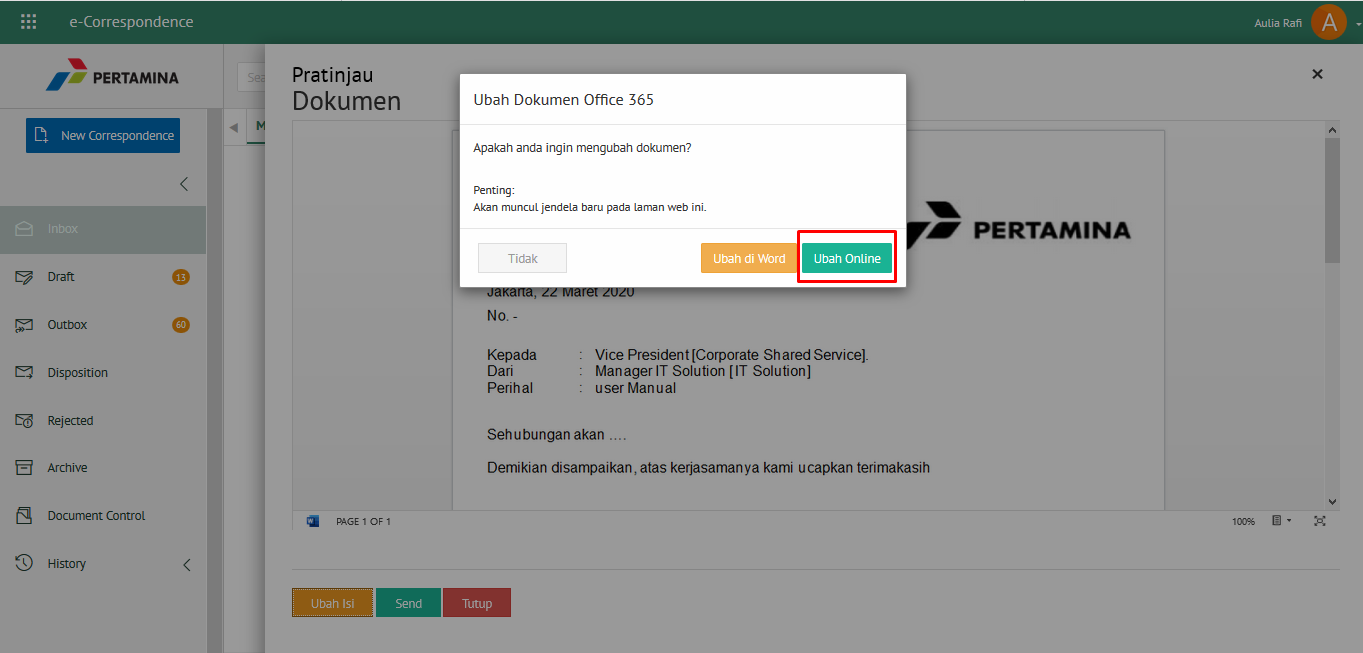 e-Correspondence
Aulia Rafi
A
PERTAMINA
New Correspondence
Inbox
Draft
13
Outbox
60
Disposition
Rejected
Archive
Document Control
History
Sea
M
Pratinjau
Dokumen
Ubah Dokumen Office 365
Apakah anda ingin mengubah dokumen?
Penting:
Akan muncul jendela baru pada laman web ini.
Tidak
Ubah di Word
Ubah Online
PERTAMINA
Jakarta, 22 Maret 2020
No. -
Kepada : Vice President [Corporate Shared Service].
Dari : Manager IT Solution [IT Solution]
Perihal : user Manual
Sehubungan akan ....
Demikian disampaikan, atas kerjasamanya kami ucapkan terimakasih
PAGE 1 OF 1
100%
Ubah Isi
Send
Tutup